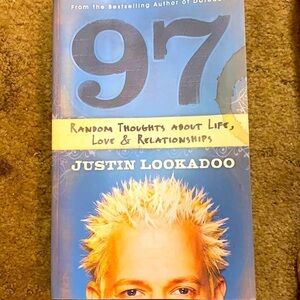 From the Bestselling Author of
97
RANDOM THOUGHTS ABOUT LIFE,
LOVE & RELATIONSHIPS
JUSTIN LOOKADOO